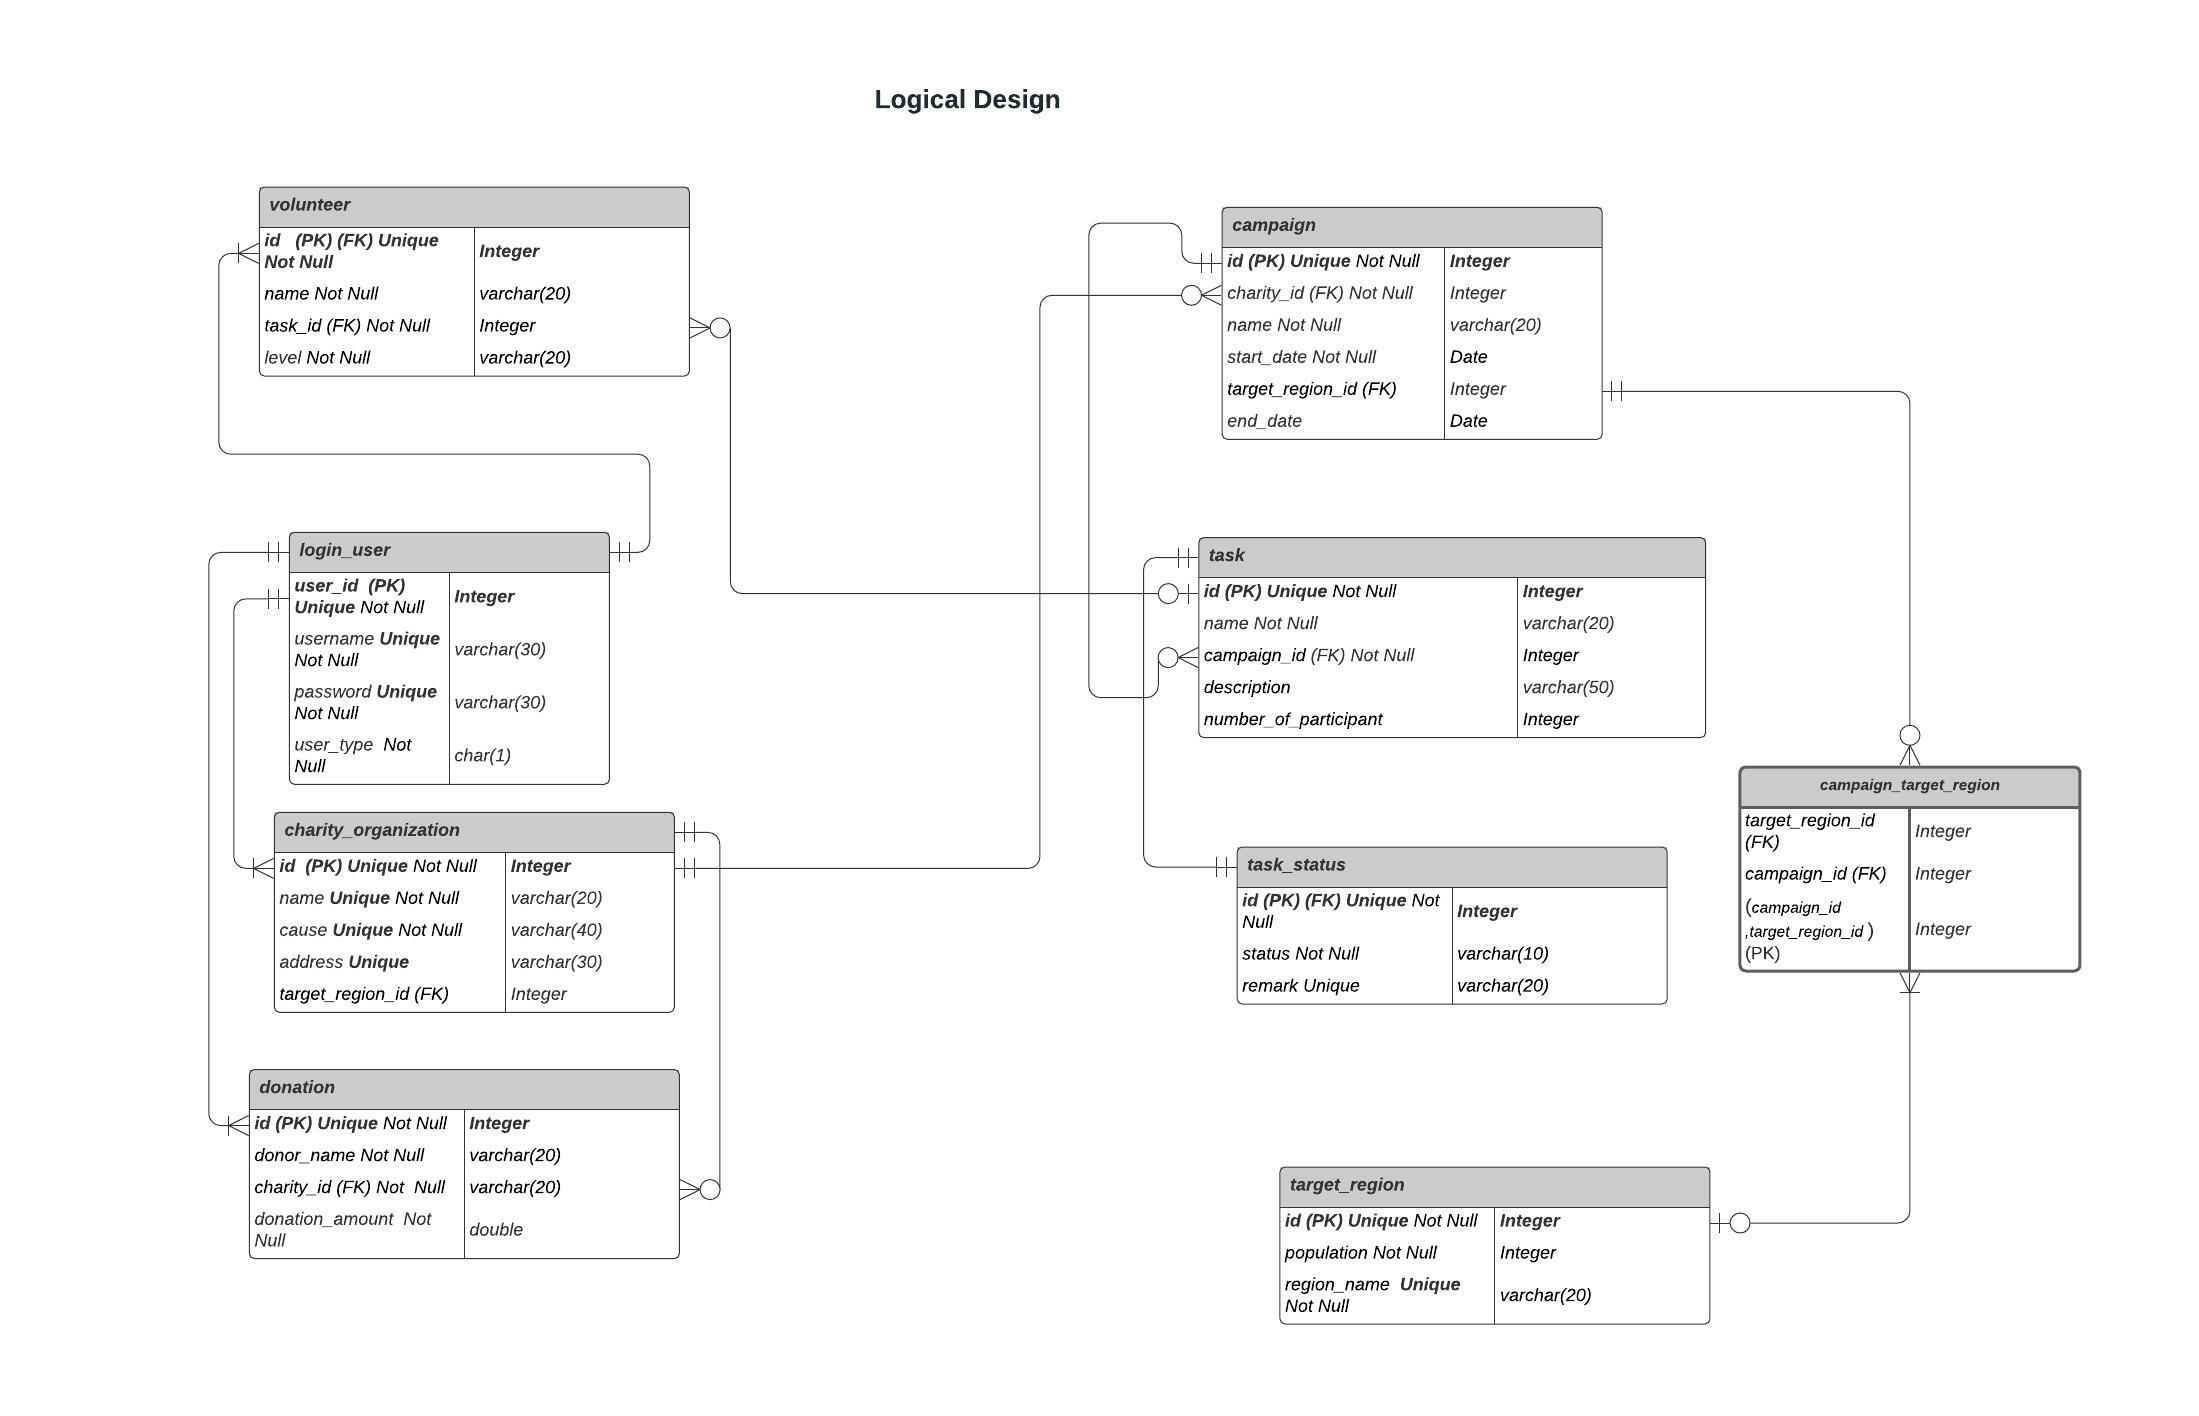 Logical Design
volunteer
id (PK) (FK) Unique
Not Null
Integer
name Not Null
varchar(20)
task_id (FK) Not Null
Integer
level Not Null
varchar(20)
login_user
user_id (PK)
Unique Not Null
Integer
username Unique
Not Null
varchar(30)
password Unique
Not Null
varchar(30)
user_type Not
Null
char(1)
charity_organization
id (PK) Unique Not Null
Integer
name Unique Not Null
varchar(20)
cause Unique Not Null
varchar(40)
address Unique
varchar(30)
target_region_id (FK)
Integer
donation
id (PK) Unique Not Null
Integer
donor_name Not Null
varchar(20)
charity_id (FK) Not Null
varchar(20)
donation_amount Not
Null
double
campaign
id (PK) Unique Not Null
Integer
charity_id (FK) Not Null
Integer
name Not Null
varchar(20)
start_date Not Null
Date
target_region_id (FK)
Integer
end_date
Date
task
id (PK) Unique Not Null
Integer
name Not Null
varchar(20)
campaign_id (FK) Not Null
Integer
description
varchar(50)
number_of_participant
Integer
task_status
id (PK) (FK) Unique Not
Null
Integer
status Not Null
varchar(10)
remark Unique
varchar(20)
campaign_target_region
target_region_id
(FK)
Integer
campaign_id (FK)
Integer
(campaign_id
,target_region_id )
(PK)
Integer
target_region
id (PK) Unique Not Null
Integer
population Not Null
Integer
region_name Unique
Not Null
varchar(20)